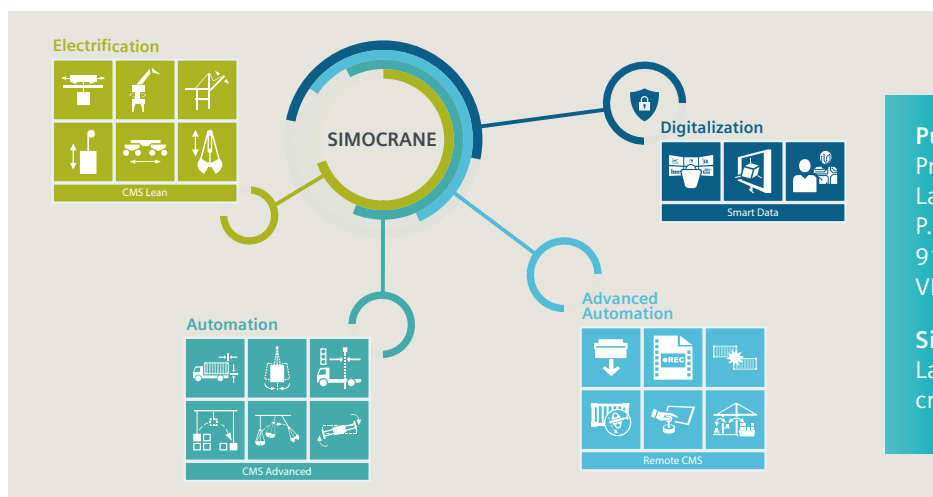 Electrification
CMS Lean
SIMOCRANE
Digitalization
Smart Data
Automation
CMS Advanced
Advanced
Automation
REC
Remote CMS
P.